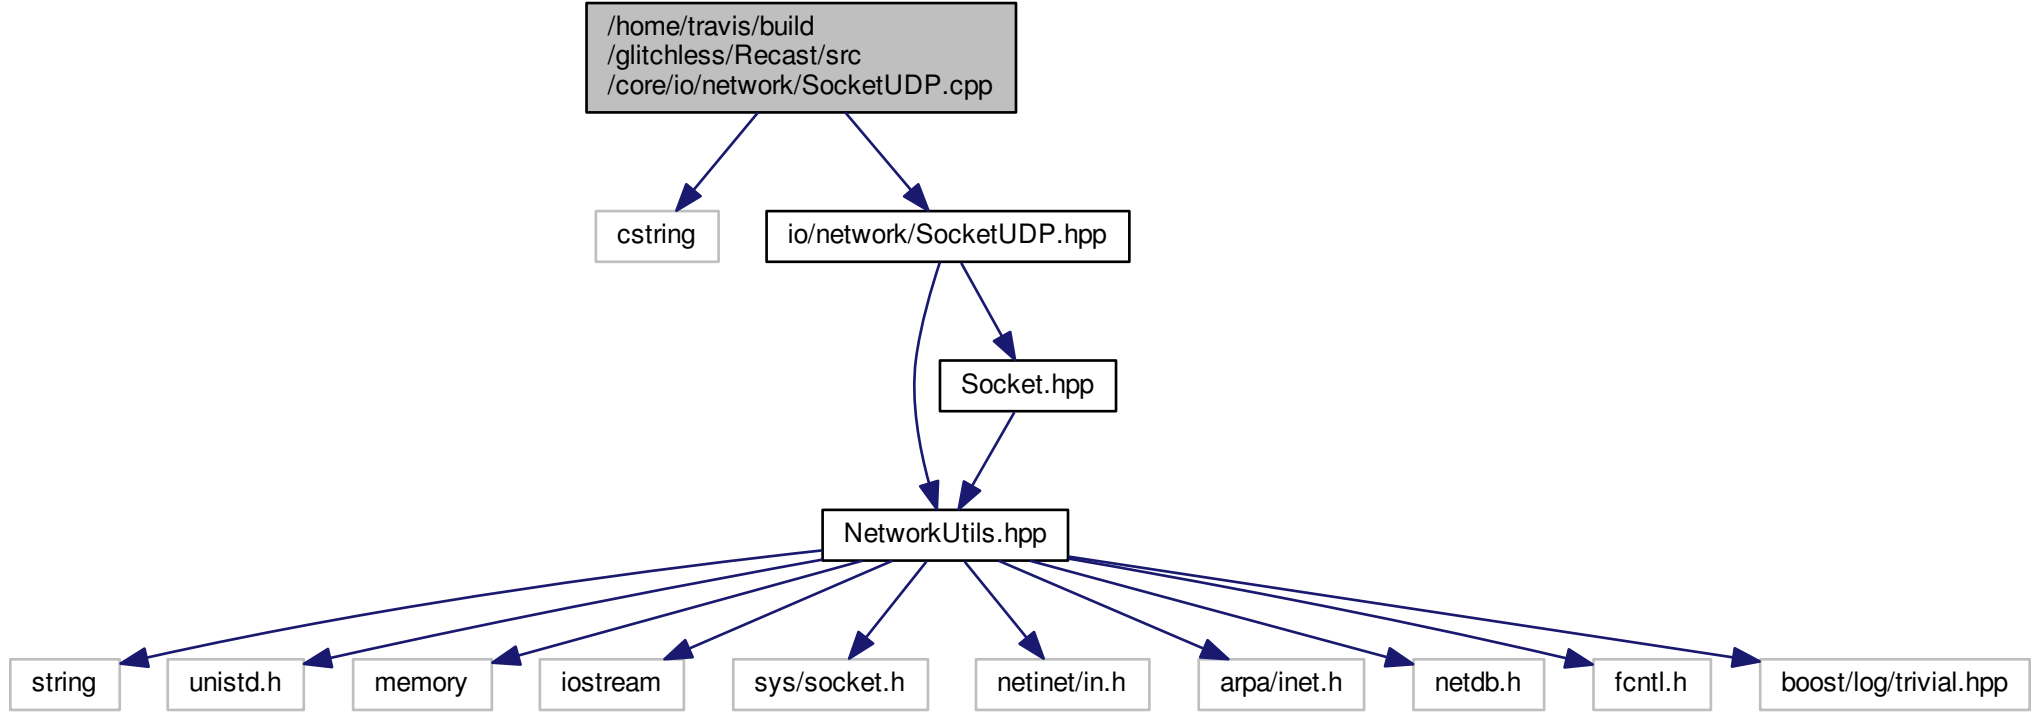 /home/travis/build
/glitchless/Recast/src
/core/io/network/SocketUDP.cpp
cstring
io/network/SocketUDP.hpp
Socket.hpp
NetworkUtils.hpp
string
unistd.h
memory
iostream
sys/socket.h
netinet/in.h
arpa/inet.h
netdb.h
fcntl.h
boost/log/trivial.hpp